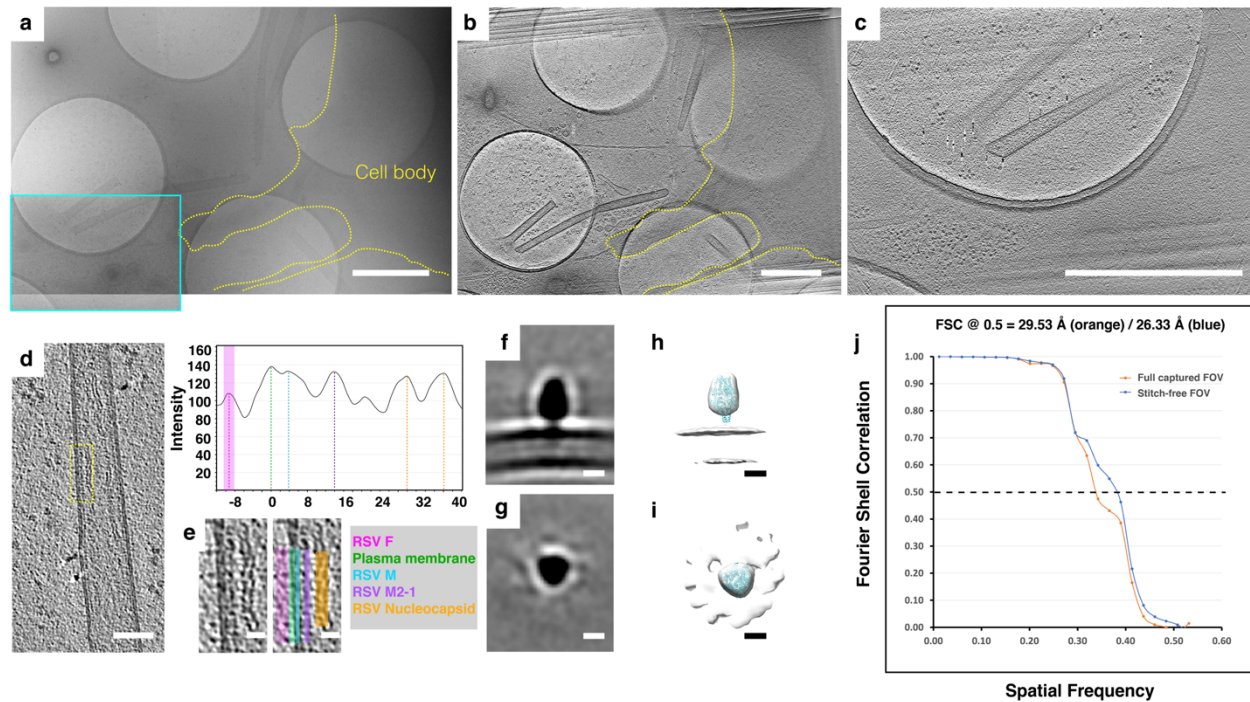 a
Cell body
b
c
d
160
140
120
100
80
60
40
20
Intensity
-8 0 8 16 24 32 40
e
RSV F
Plasma membrane
RSV M
RSV M2-1
RSV Nucleocapsid
f
g
h
i
j
FSC @ 0.5 = 29.53 Å (orange) / 26.33 Å (blue)
1.00
0.90
0.80
0.70
0.60
0.50
0.40
0.30
0.20
0.10
0.00
Fourier Shell Correlation
Full captured FOV
Stitch-free FOV
0.00 0.10 0.20 0.30 0.40 0.50 0.60
Spatial Frequency